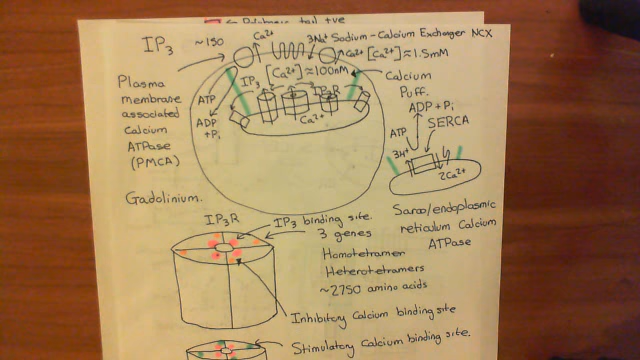 IP3
~150
Ca2+
3Na+ Sodium-Calcium Exchanger NCX
Ca2+ [Ca2+]≈1.5mM
IP3 [Ca2+]≈100nM
IP3R
Calcium
Puff.
Plasma
membrane
associated
Calcium
ATPase
(PMCA)
ATP
ADP
+Pi
Ca2+
ADP+Pi
ATP
SERCA
3H+
2Ca2+
Gadolinium.
Sarco/endoplasmic
reticulum Calcium
ATPase
IP3R
IP3 binding site.
3 genes
Homotetramer
Heterotetramers
~2750 amino acids
Inhibitory Calcium binding site
Stimulatory Calcium binding site.